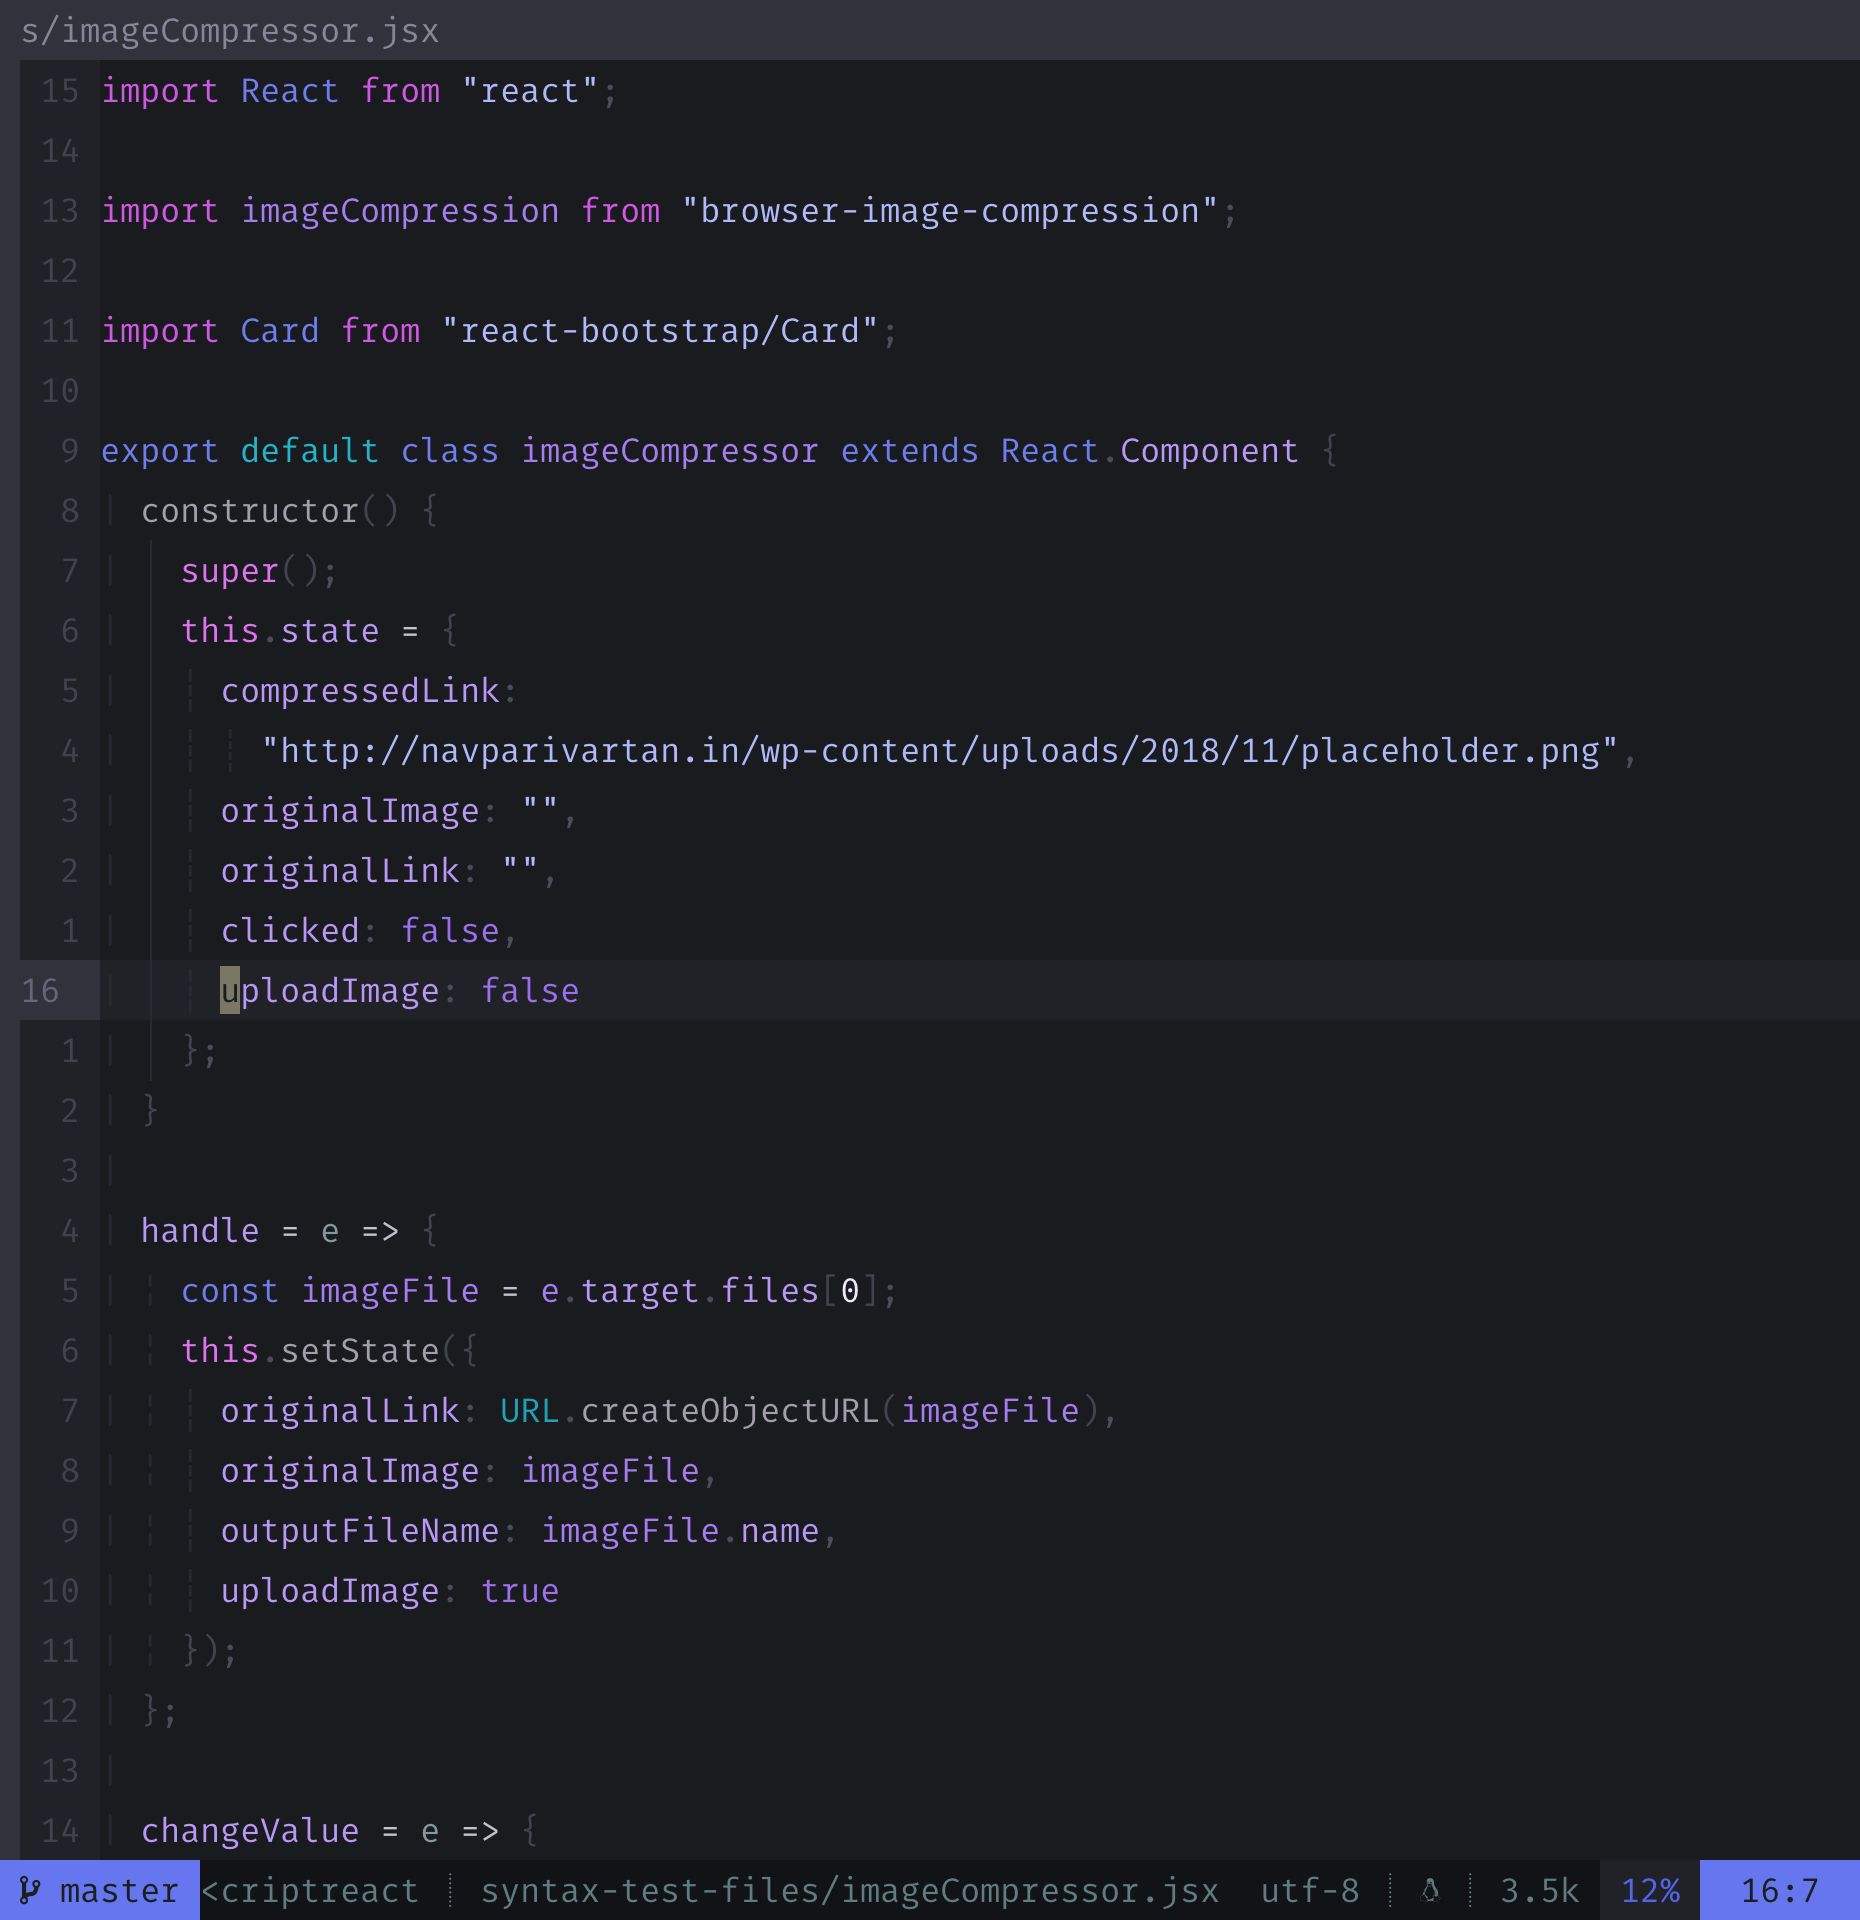 s/imageCompressor.jsx
15 import React from "react";
14
13 import imageCompression from "browser-image-compression";
12
11 import Card from "react-bootstrap/Card";
10
9 export default class imageCompressor extends React.Component {
8 constructor() {
7 super();
6 this.state = {
5 compressedLink:
4 "http://navparivartan.in/wp-content/uploads/2018/11/placeholder.png",
3 originalImage: "",
2 originalLink: "",
1 clicked: false,
16 uploadImage: false
1 };
2 }
3
4 handle = e => {
5 const imageFile = e.target.files[0];
6 this.setState({
7 originalLink: URL.createObjectURL(imageFile),
8 originalImage: imageFile,
9 outputFileName: imageFile.name,
10 uploadImage: true
11 });
12 };
13
14 changeValue = e => {
master <criptreact syntax-test-files/imageCompressor.jsx utf-8 3.5k 12% 16:7